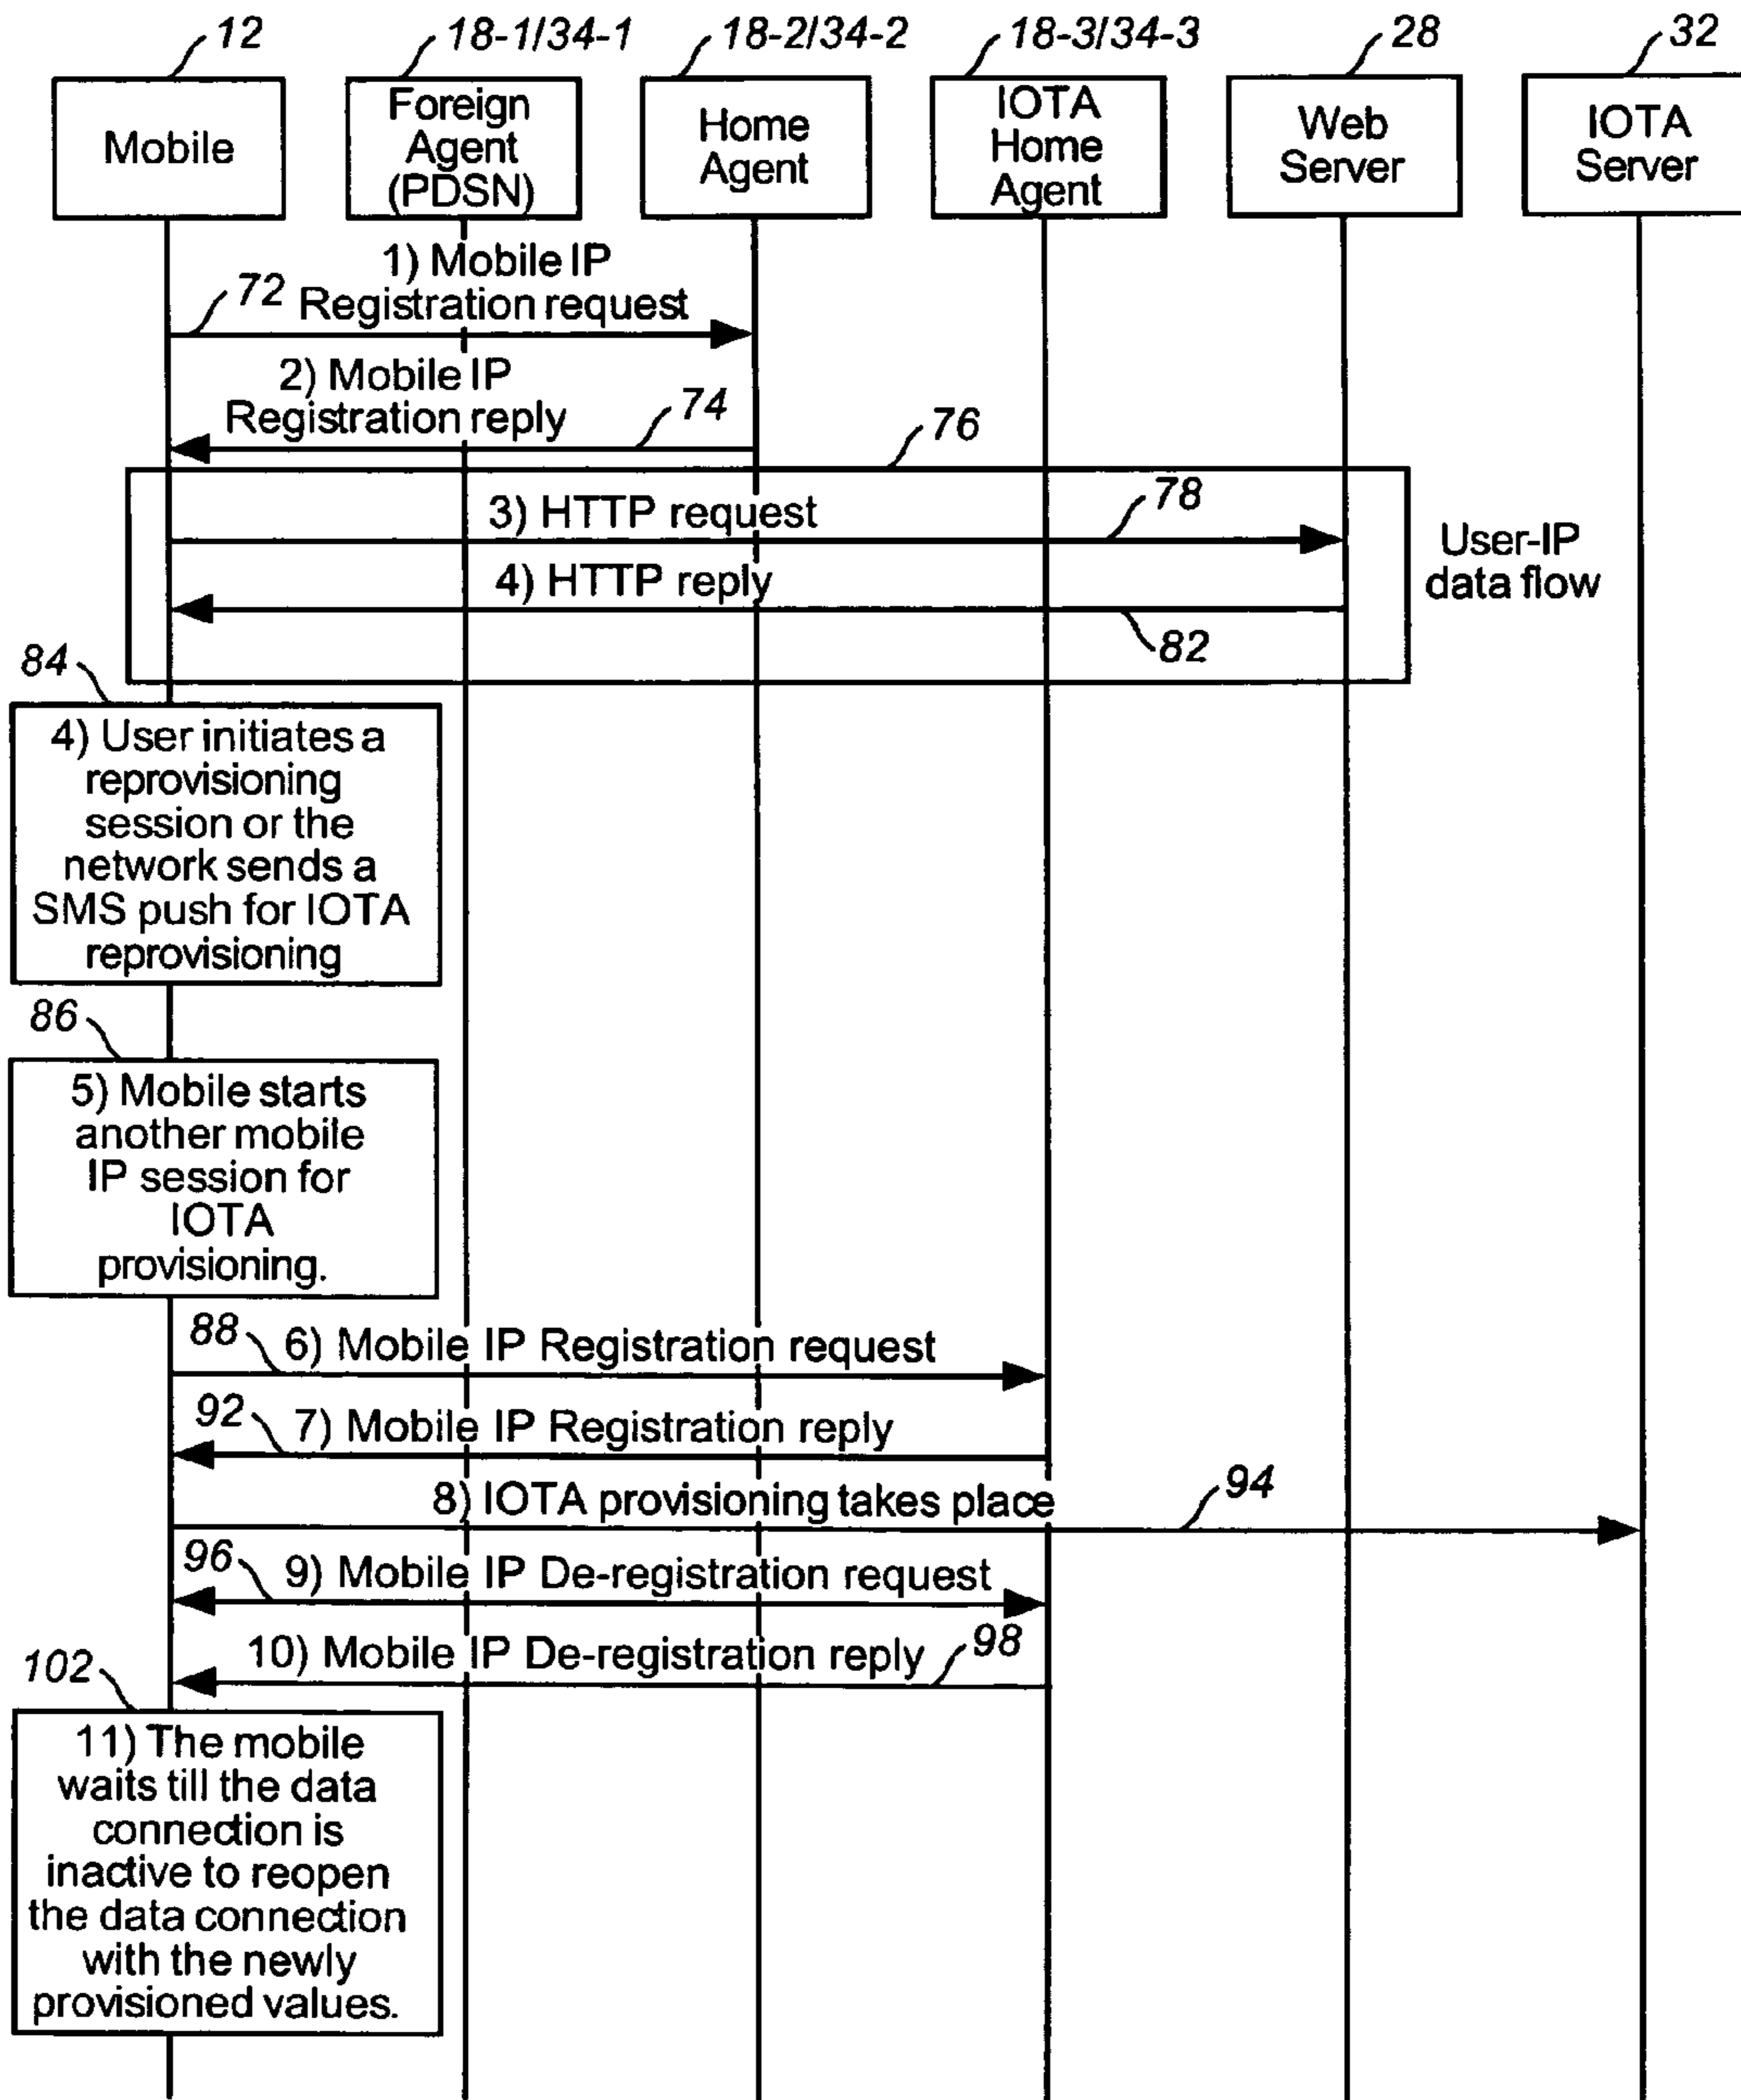 12
18-1/34-1
18-2/34-2
18-3/34-3
28
32
Mobile
Foreign
Agent
(PDSN)
Home
Agent
IOTA
Home
Agent
Web
Server
IOTA
Server
1) Mobile IP
72 Registration request
2) Mobile IP
Registration reply
74
76
3) HTTP request
78
4) HTTP reply
82
User-IP
data flow
84
4) User initiates a
reprovisioning
session or the
network sends a
SMS push for IOTA
reprovisioning
86
5) Mobile starts
another mobile
IP session for
IOTA
provisioning.
88
6) Mobile IP Registration request
92
7) Mobile IP Registration reply
8) IOTA provisioning takes place
94
96
9) Mobile IP De-registration request
10) Mobile IP De-registration reply
98
102
11) The mobile
waits till the data
connection is
inactive to reopen
the data connection
with the newly
provisioned values.